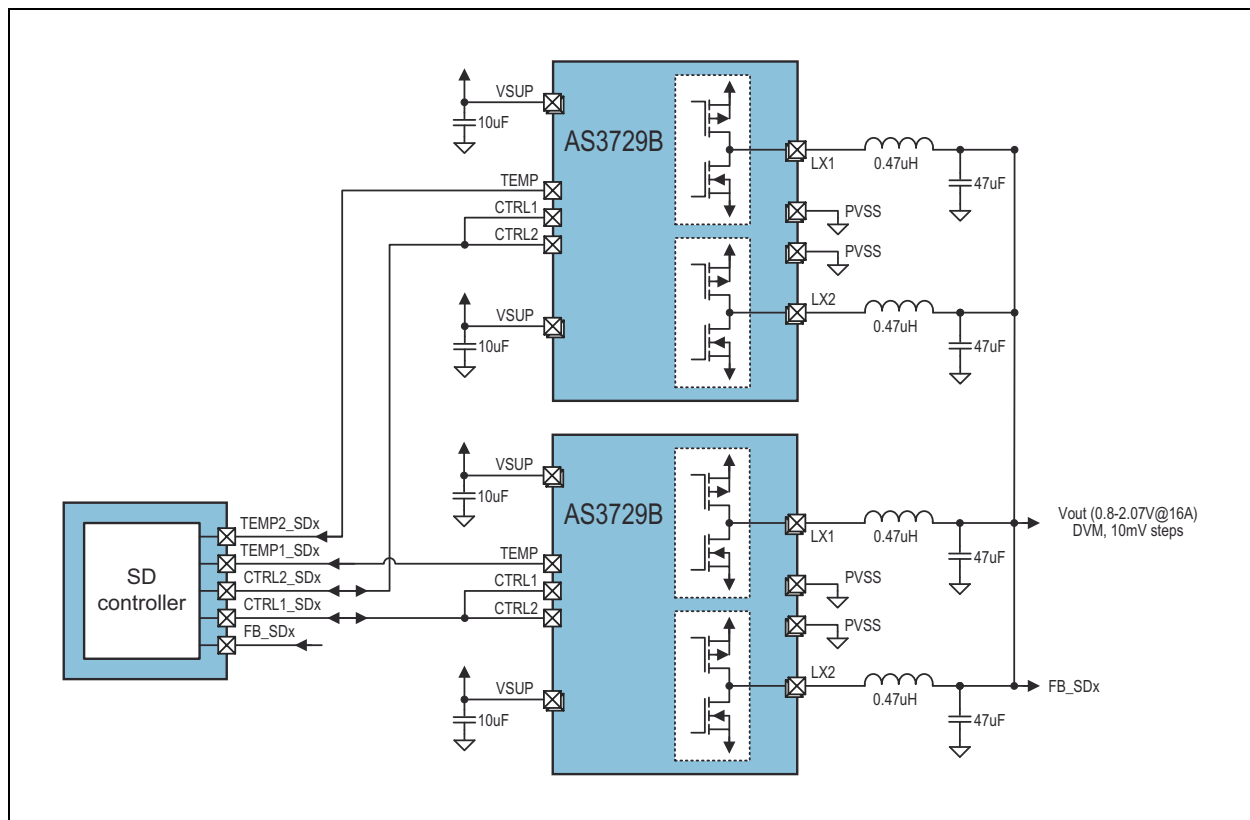 VSUP
10uF
AS3729B
TEMP
CTRL1
CTRL2
VSUP
10uF
LX1
0.47uH
47uF
PVSS
PVSS
LX2
0.47uH
47uF
VSUP
10uF
AS3729B
TEMP
CTRL1
CTRL2
VSUP
10uF
LX1
0.47uH
47uF
Vout (0.8-2.07V@16A)
DVM, 10mV steps
PVSS
PVSS
LX2
0.47uH
47uF
FB_SDx
SD
controller
TEMP2_SDx
TEMP1_SDx
CTRL2_SDx
CTRL1_SDx
FB_SDx